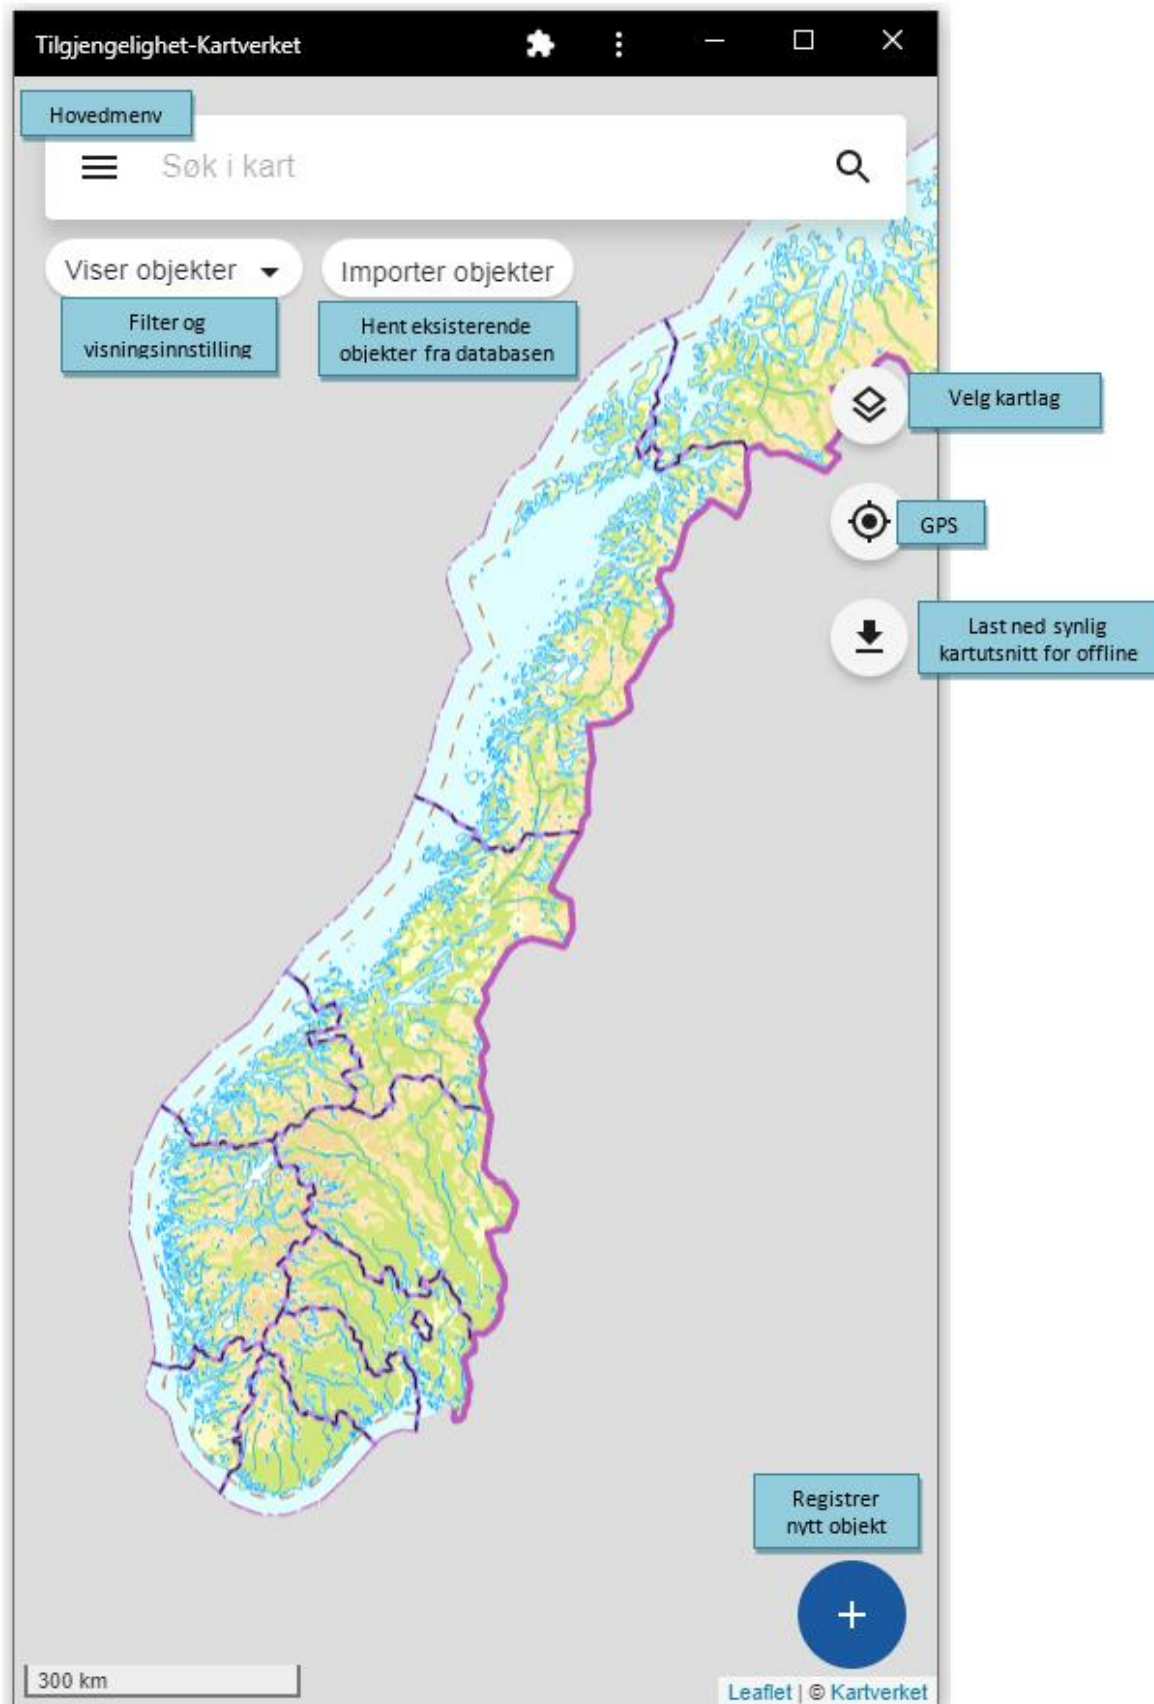 Tilgjengelighet-Kartverket
Hovedmenv
Søk i kart
Viser objekter
Importer objekter
Filter og
visningsinnstilling
Hent eksisterende
objekter fra databasen
Velg kartlag
GPS
Last ned synlig
kartutsnitt for offline
Registrer
nytt objekt
300 km
Leaflet | © Kartverket